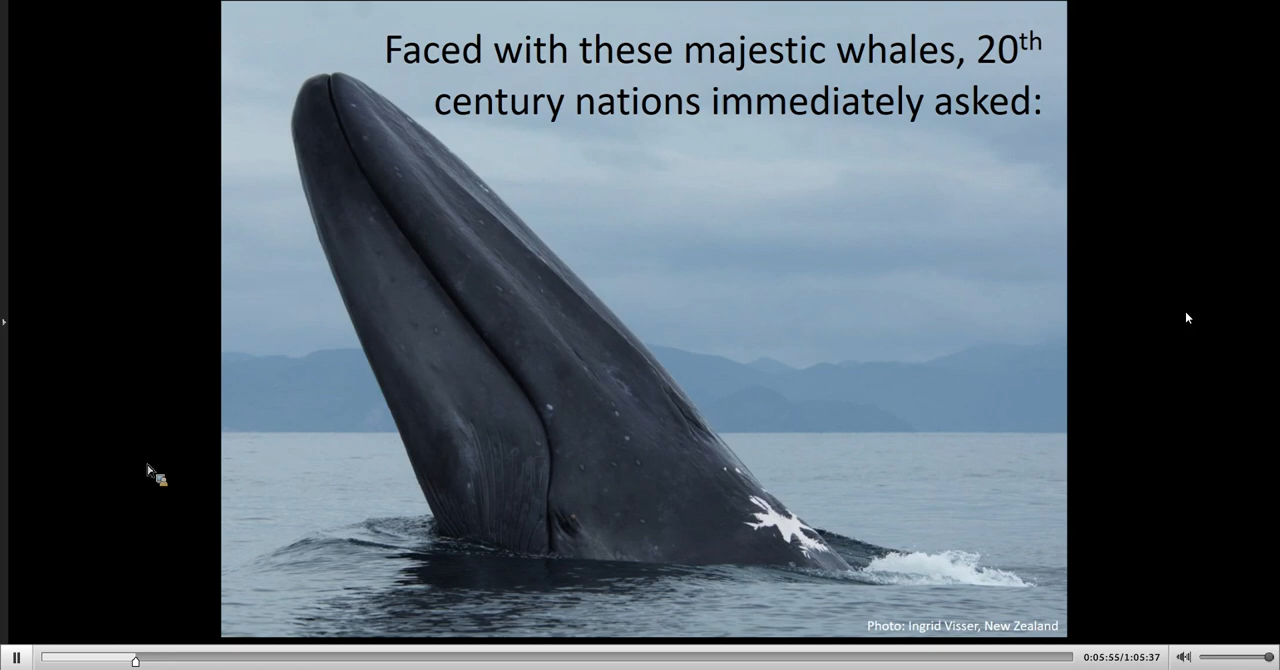 Faced with these majestic whales, 20th
century nations immediately asked:
Photo: Ingrid Visser, New Zealand
0:05:55/1:05:37